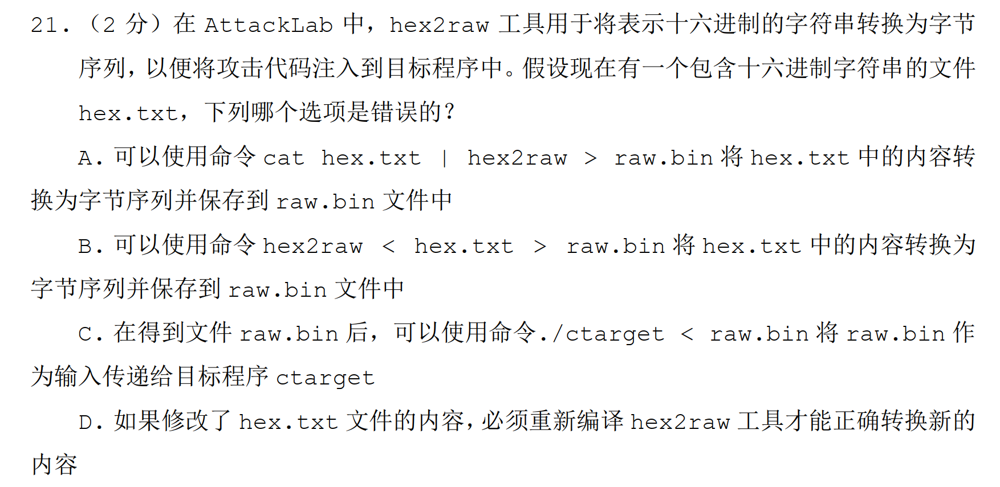 21. （2 分）在 AttackLab 中，hex2raw 工具用于将表示十六进制的字符串转换为字节
序列，以便将攻击代码注入到目标程序中。假设现在有一个包含十六进制字符串的文件
hex.txt，下列哪个选项是错误的？
A. 可以使用命令 cat hex.txt | hex2raw > raw.bin 将 hex.txt 中的内容转
换为字节序列并保存到 raw.bin 文件中
B. 可以使用命令 hex2raw < hex.txt > raw.bin 将 hex.txt 中的内容转换为
字节序列并保存到 raw.bin 文件中
C. 在得到文件 raw.bin 后，可以使用命令./ctarget < raw.bin 将 raw.bin 作
为输入传递给目标程序 ctarget
D. 如果修改了 hex.txt 文件的内容，必须重新编译 hex2raw 工具才能正确转换新的
内容